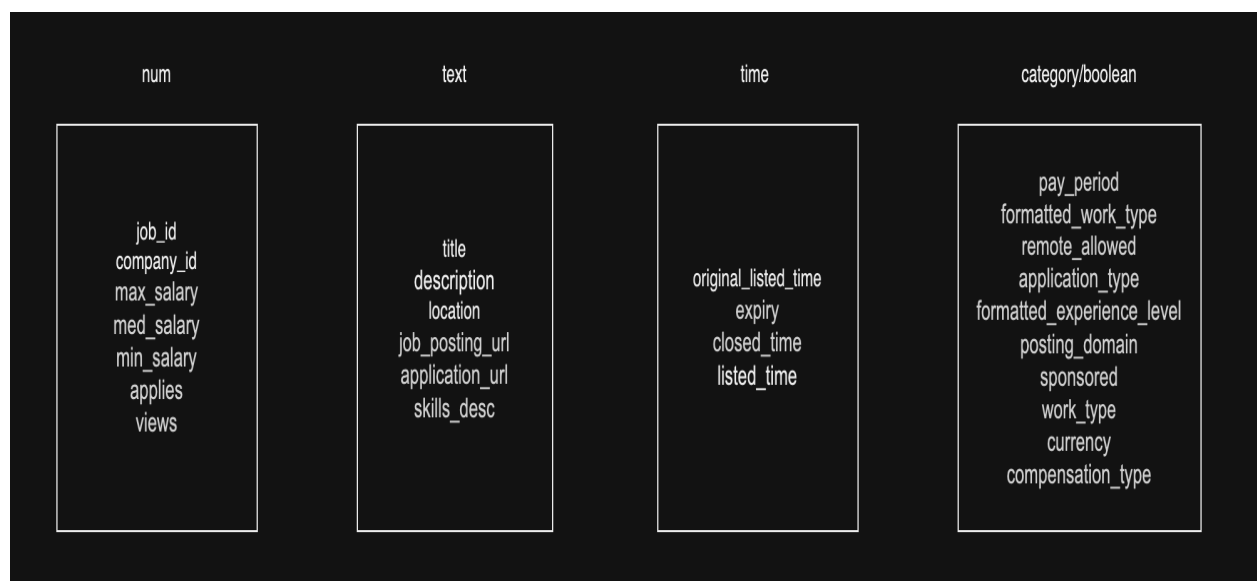 num
job_id
company_id
max_salary
med_salary
min_salary
applies
views
text
title
description
location
job_posting_url
application_url
skills_desc
time
original_listed_time
expiry
closed_time
listed_time
category/boolean
pay_period
formatted_work_type
remote_allowed
application_type
formatted_experience_level
posting_domain
sponsored
work_type
currency
compensation_type